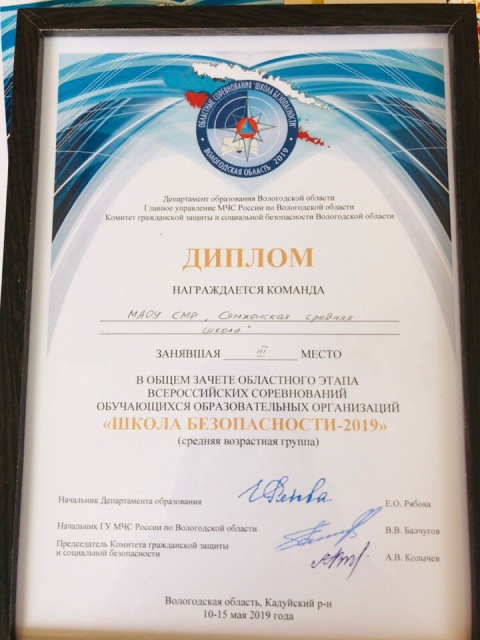 ОБЛАСТНЫЕ СОРЕВНОВАНИЯ "ШКОЛА БЕЗОПАСНОСТИ"
ВОЛОГОДСКАЯ ОБЛАСТЬ 2019
Департамент образования Вологодской области
Главное управление МЧС России по Вологодской области
Комитет гражданской защиты и социальной безопасности Вологодской области
ДИПЛОМ
НАГРАЖДАЕТСЯ КОМАНДА
МАОУ СМР "Сямженская средняя
школа"
ЗАНЯВШАЯ III МЕСТО
В ОБЩЕМ ЗАЧЕТЕ ОБЛАСТНОГО ЭТАПА
ВСЕРОССИЙСКИХ СОРЕВНОВАНИЙ
ОБУЧАЮЩИХСЯ ОБРАЗОВАТЕЛЬНЫХ ОРГАНИЗАЦИЙ
«ШКОЛА БЕЗОПАСНОСТИ-2019»
(средняя возрастная группа)
Начальник Департамента образования Е.О. Рябова
Начальник ГУ МЧС России по Вологодской области В.В. Балчугов
Председатель Комитета гражданской защиты
и социальной безопасности А.В. Колычев
Вологодская область, Кадуйский р-н
10-15 мая 2019 года